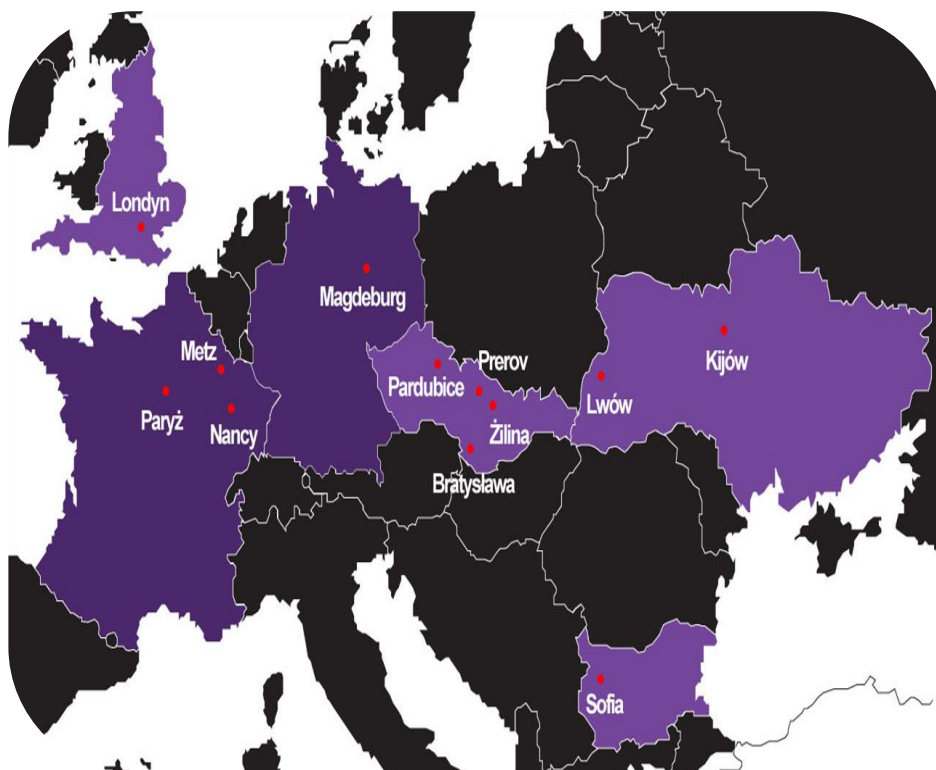 Londyn
Magdeburg
Metz
Prerov
Kijów
Pardubice
Paryż
Nancy
Lwów
Żilina
Bratysława
Sofia